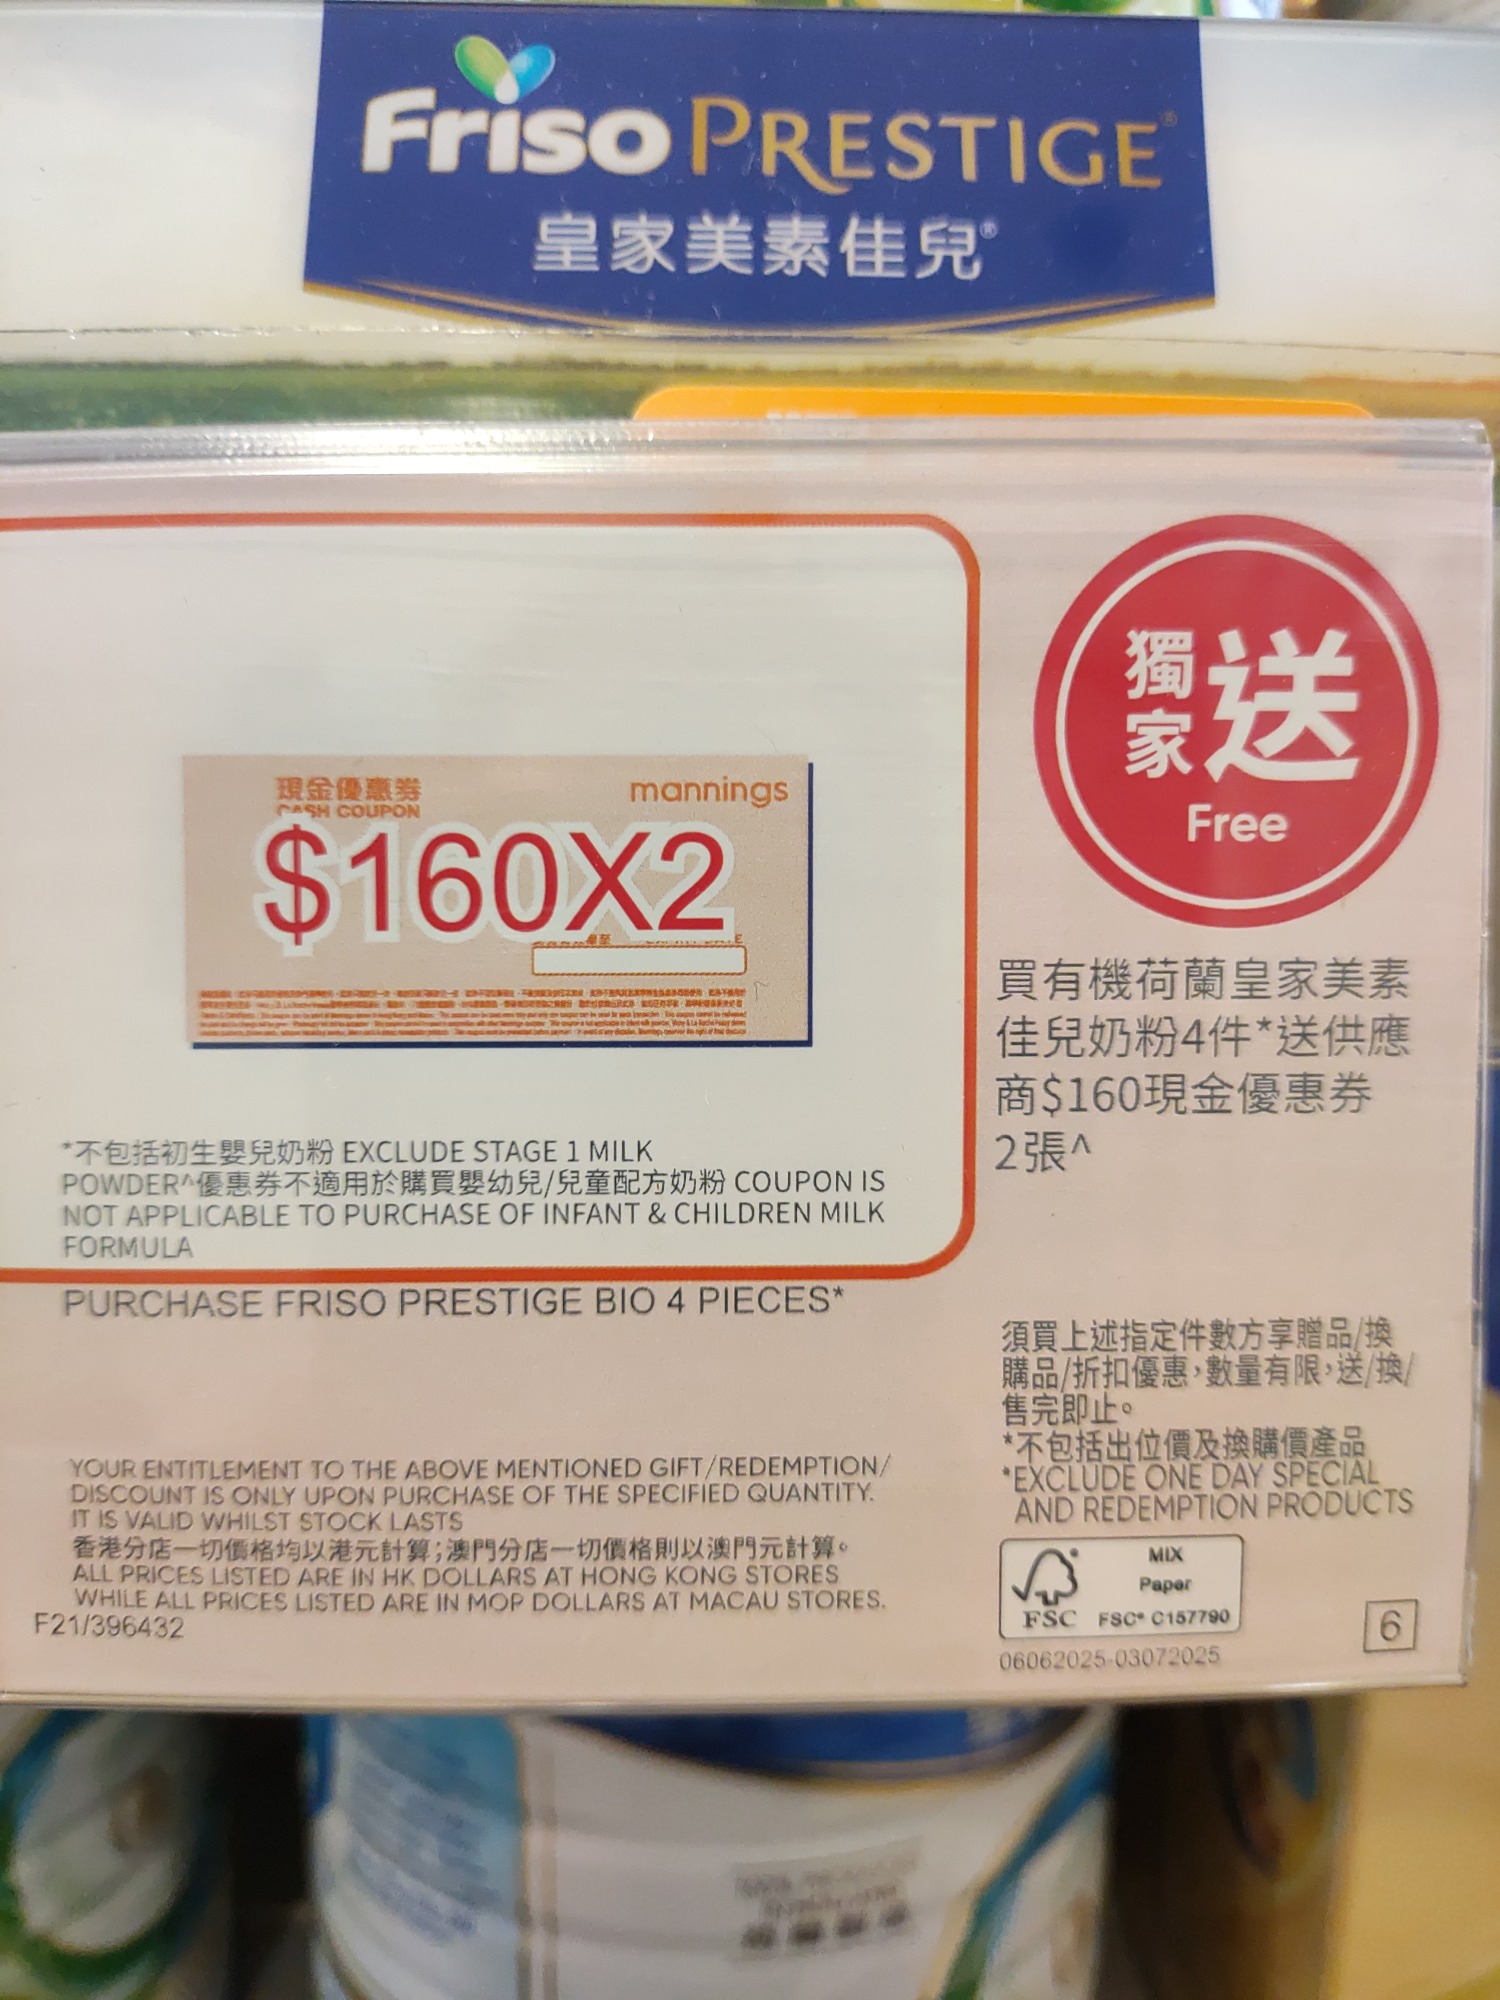 Friso PRESTIGE®
皇家美素佳兒®
現金優惠券
mannings
CASH COUPON
$160X2
*不包括初生嬰兒奶粉 EXCLUDE STAGE 1 MILK
POWDER^優惠券不適用於購買嬰幼兒/兒童配方奶粉 COUPON IS
NOT APPLICABLE TO PURCHASE OF INFANT & CHILDREN MILK
FORMULA
PURCHASE FRISO PRESTIGE BIO 4 PIECES*
獨家送
Free
買有機荷蘭皇家美素
佳兒奶粉4件*送供應
商$160現金優惠券
2張^
須買上述指定件數方享贈品/換
購品/折扣優惠，數量有限，送/換/
售完即止。
*不包括出位價及換購價產品
*EXCLUDE ONE DAY SPECIAL
AND REDEMPTION PRODUCTS
YOUR ENTITLEMENT TO THE ABOVE MENTIONED GIFT/REDEMPTION/
DISCOUNT IS ONLY UPON PURCHASE OF THE SPECIFIED QUANTITY.
IT IS VALID WHILST STOCK LASTS
香港分店一切價格均以港元計算；澳門分店一切價格則以澳門元計算。
ALL PRICES LISTED ARE IN HK DOLLARS AT HONG KONG STORES
WHILE ALL PRICES LISTED ARE IN MOP DOLLARS AT MACAU STORES.
F21/396432
MIX
Paper
FSC FSC® C157790
06062025-03072025
6